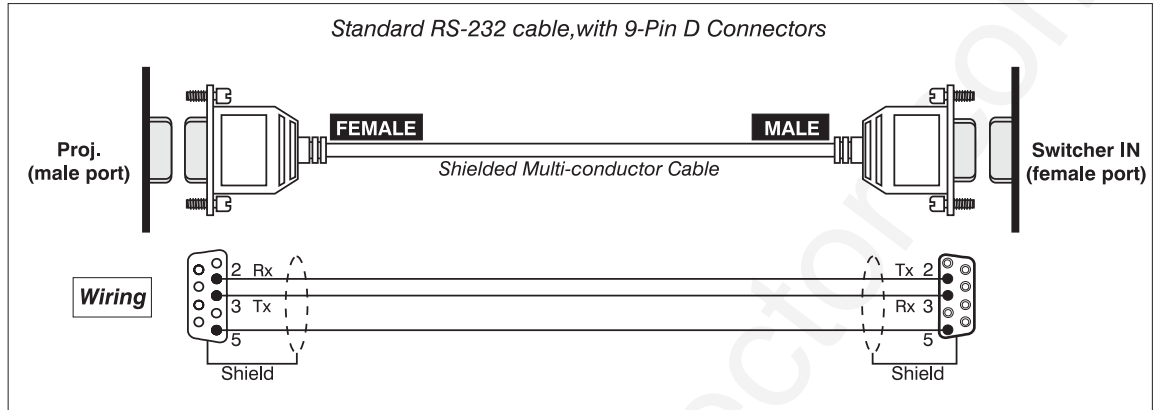 Standard RS-232 cable,with 9-Pin D Connectors
Proj.
(male port)
FEMALE
MALE
Shielded Multi-conductor Cable
Switcher IN
(female port)
Wiring
2 Rx
Tx 2
3 Tx
Rx 3
5
5
Shield
Shield